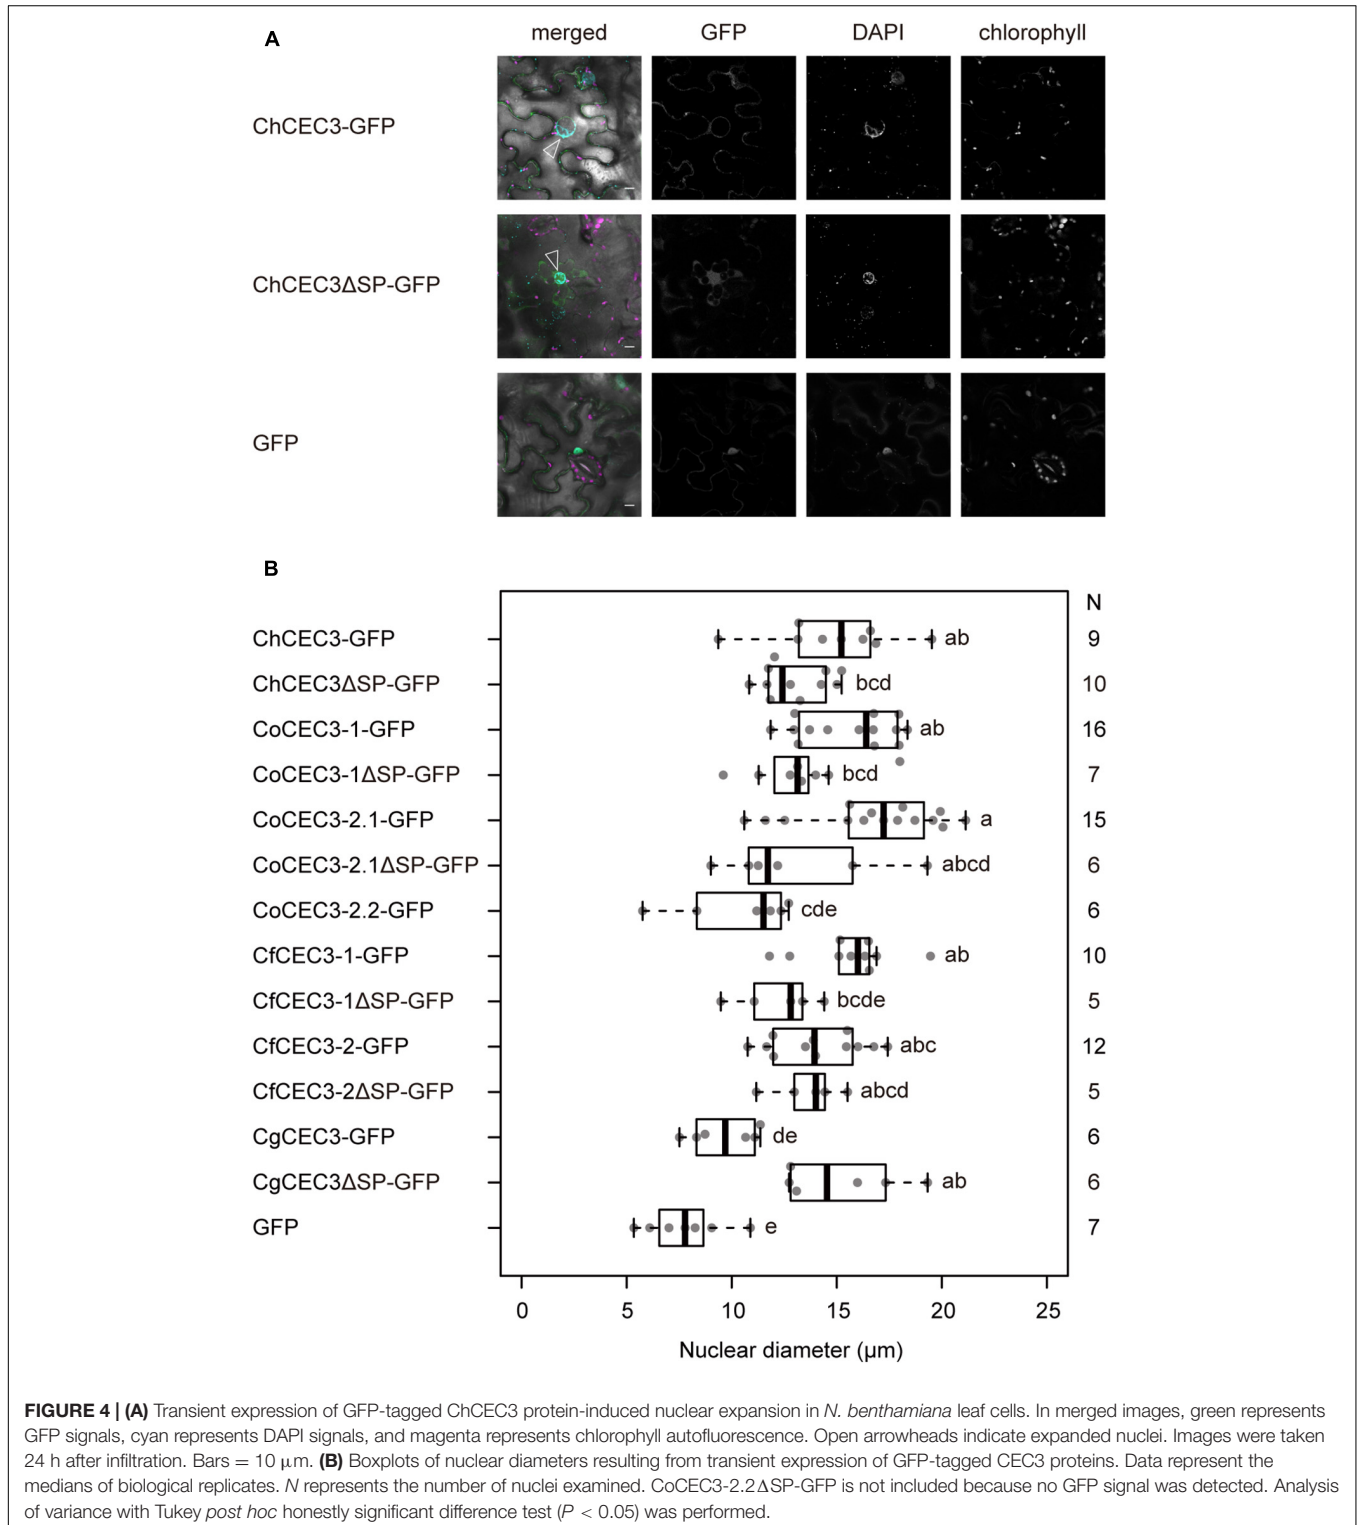 A
merged GFP DAPI chlorophyll
ChCEC3-GFP
ChCEC3ΔSP-GFP
GFP
B
N
ChCEC3-GFP ab 9
ChCEC3ΔSP-GFP bcd 10
CoCEC3-1-GFP ab 16
CoCEC3-1ΔSP-GFP bcd 7
CoCEC3-2.1-GFP a 15
CoCEC3-2.1ΔSP-GFP abcd 6
CoCEC3-2.2-GFP cde 6
CfCEC3-1-GFP ab 10
CfCEC3-1ΔSP-GFP bcde 5
CfCEC3-2-GFP abc 12
CfCEC3-2ΔSP-GFP abcd 5
CgCEC3-GFP de 6
CgCEC3ΔSP-GFP ab 6
GFP e 7
0 5 10 15 20 25
Nuclear diameter (µm)
FIGURE 4 | (A) Transient expression of GFP-tagged ChCEC3 protein-induced nuclear expansion in N. benthamiana leaf cells. In merged images, green represents
GFP signals, cyan represents DAPI signals, and magenta represents chlorophyll autofluorescence. Open arrowheads indicate expanded nuclei. Images were taken
24 h after infiltration. Bars = 10 µm. (B) Boxplots of nuclear diameters resulting from transient expression of GFP-tagged CEC3 proteins. Data represent the
medians of biological replicates. N represents the number of nuclei examined. CoCEC3-2.2ΔSP-GFP is not included because no GFP signal was detected. Analysis
of variance with Tukey post hoc honestly significant difference test (P < 0.05) was performed.